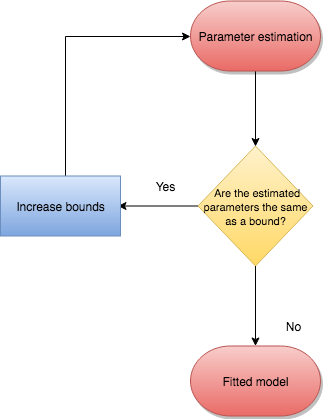 Parameter estimation
Are the estimated
parameters the same
as a bound?
Yes
Increase bounds
No
Fitted model